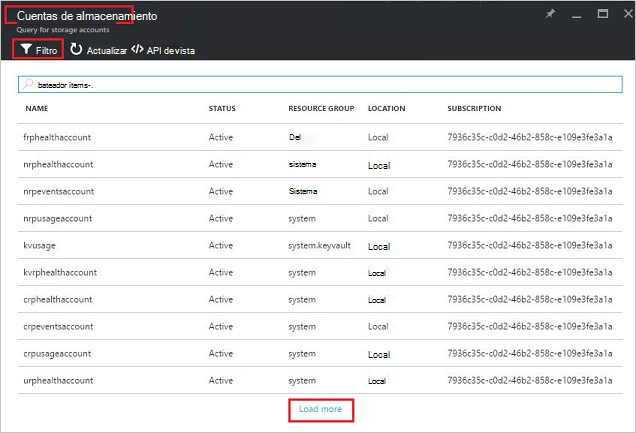 Cuentas de almacenamiento
Query for storage accounts
Filtro Actualizar </> API devista
bateador items-.
NAME STATUS RESOURCE GROUP LOCATION SUBSCRIPTION
frphealthaccount Active Del Local 7936c35c-c0d2-46b2-858c-e109e3fe3a1a
nrphealthaccount Active sistema Local 7936c35c-c0d2-46b2-858c-e109e3fe3a1a
nrpeventsaccount Active Sistema Local 7936c35c-c0d2-46b2-858c-e109e3fe3a1a
nrpusageaccount Active system Local 7936c35c-c0d2-46b2-858c-e109e3fe3a1a
kvusage Active system.keyvault Local 7936c35c-c0d2-46b2-858c-e109e3fe3a1a
kvrphealthaccount Active system Local 7936c35c-c0d2-46b2-858c-e109e3fe3a1a
crphealthaccount Active system Local 7936c35c-c0d2-46b2-858c-e109e3fe3a1a
crpeventsaccount Active system Local 7936c35c-c0d2-46b2-858c-e109e3fe3a1a
crpusageaccount Active system Local 7936c35c-c0d2-46b2-858c-e109e3fe3a1a
urphealthaccount Active system Local 7936c35c-c0d2-46b2-858c-e109e3fe3a1a
Load more